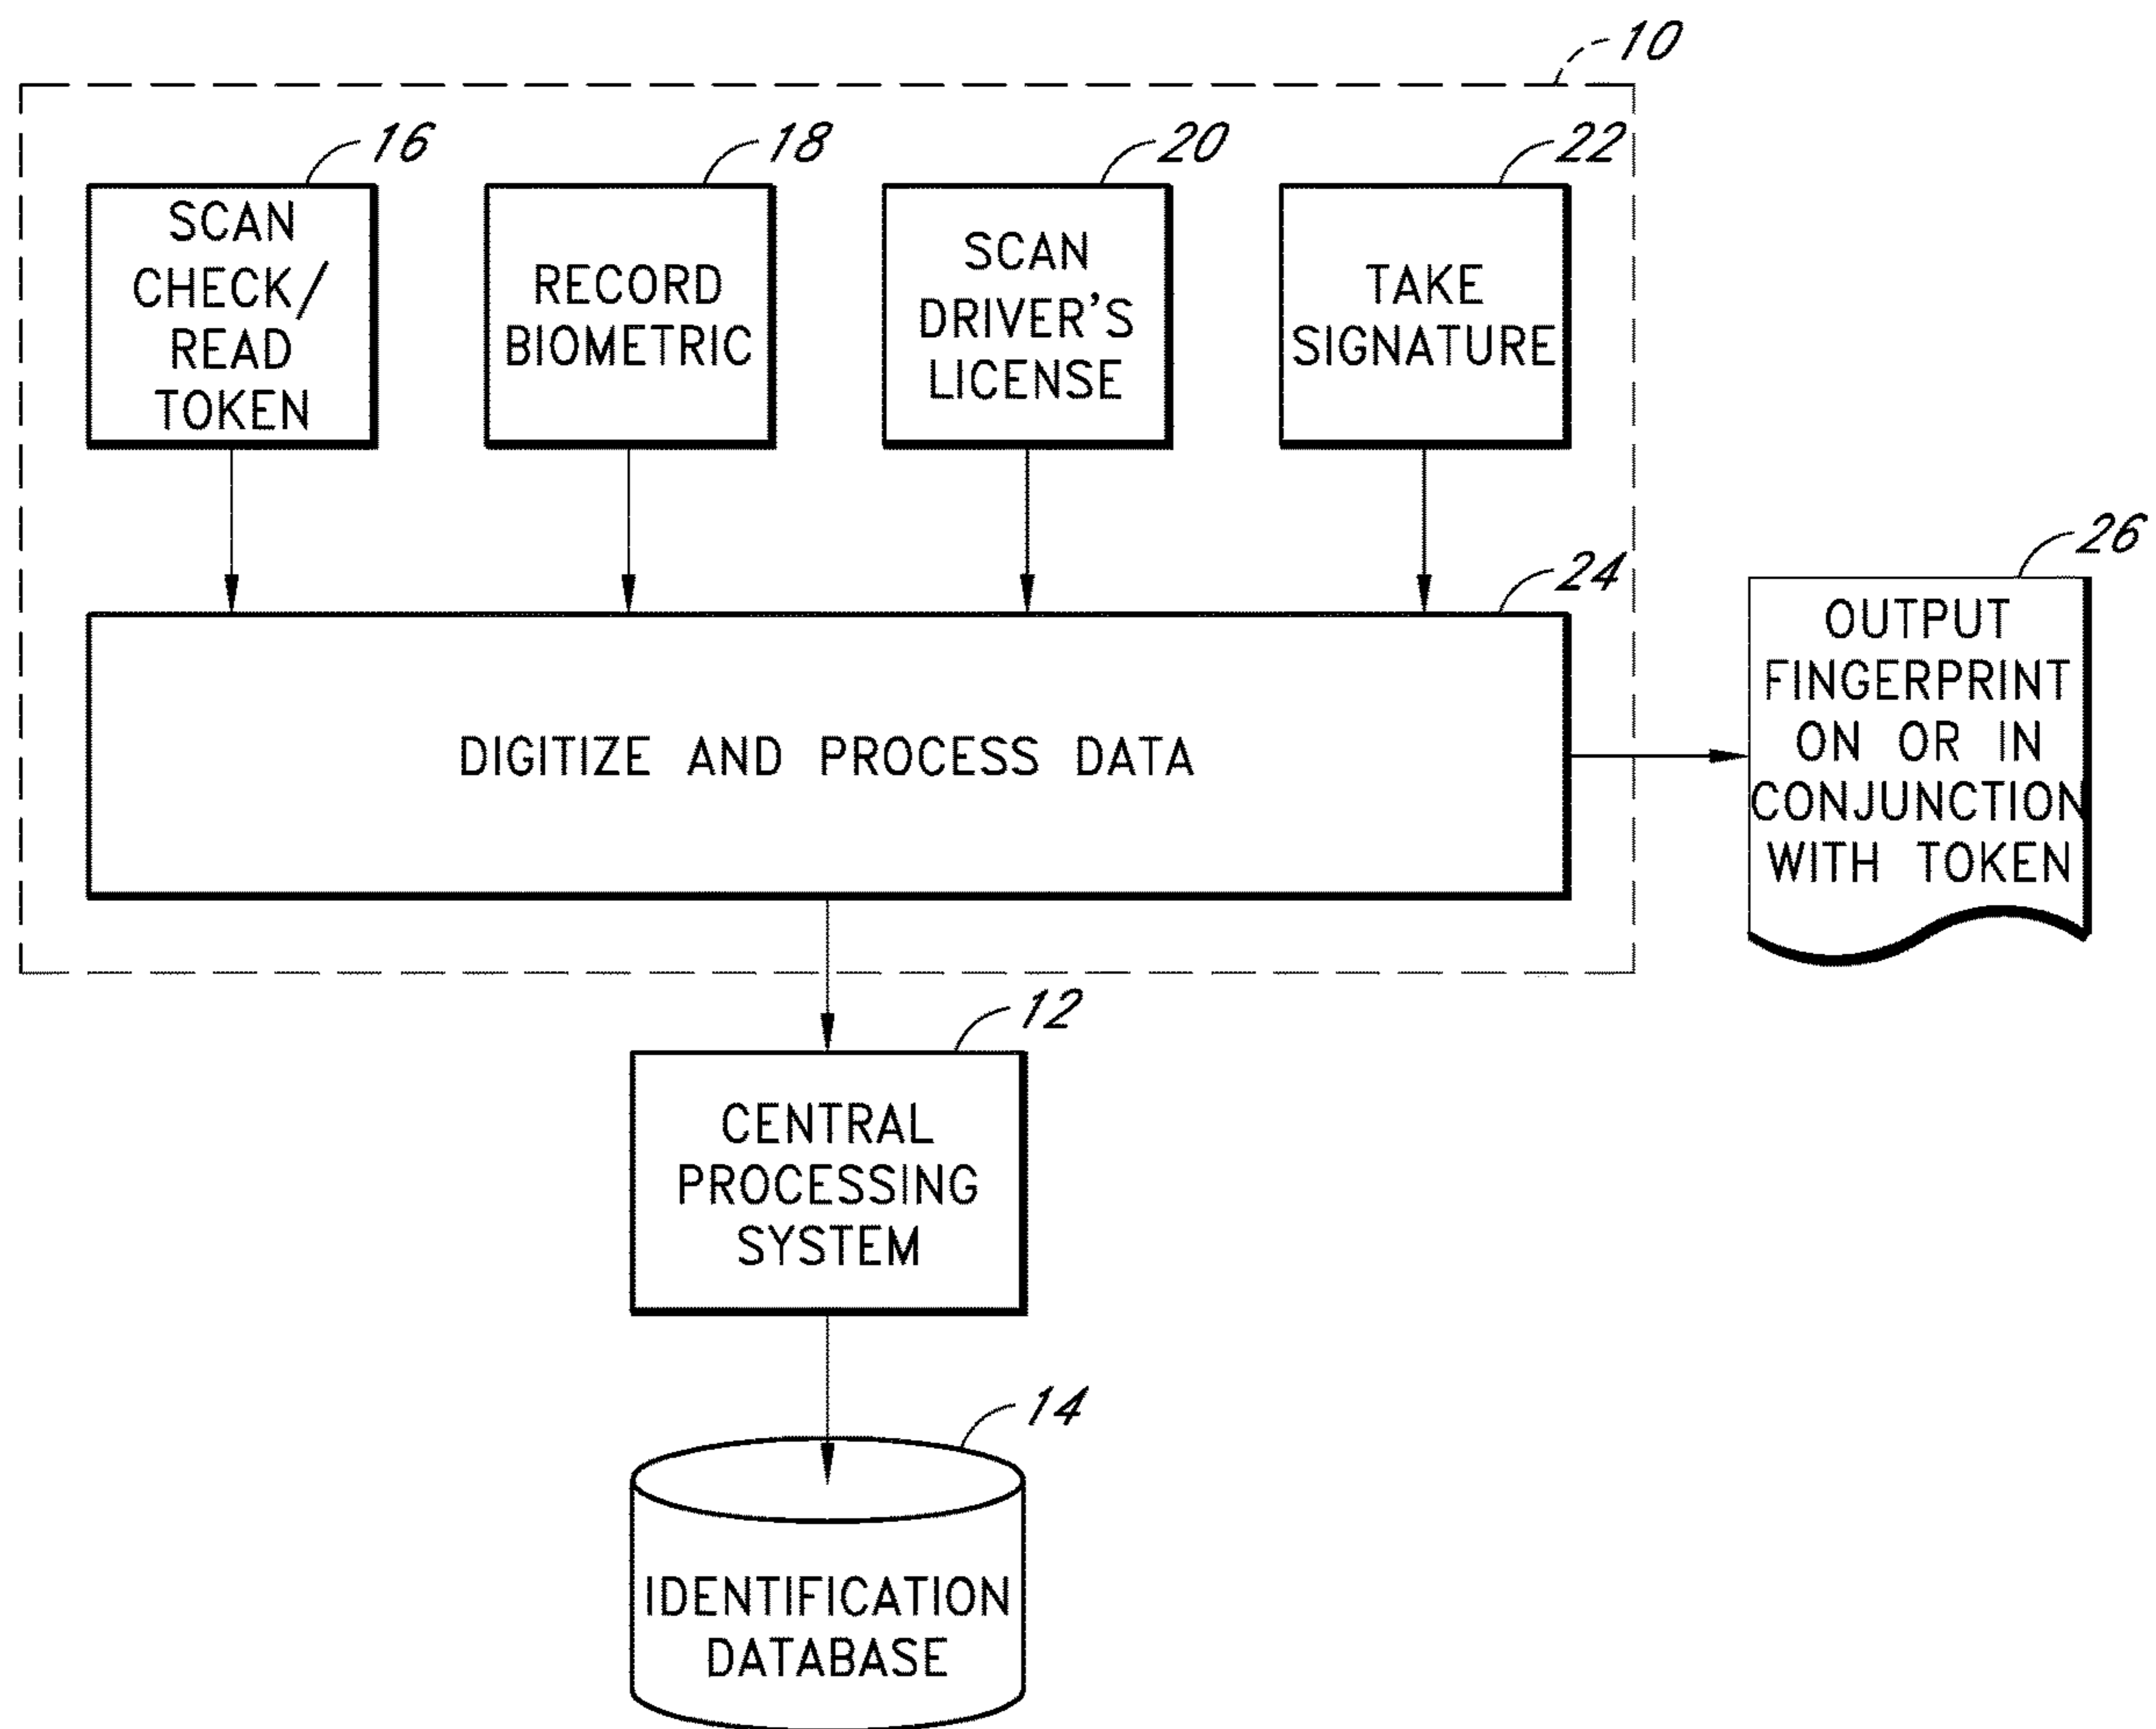 10
16
SCAN
CHECK/
READ
TOKEN
18
RECORD
BIOMETRIC
20
SCAN
DRIVER'S
LICENSE
22
TAKE
SIGNATURE
24
DIGITIZE AND PROCESS DATA
26
OUTPUT
FINGERPRINT
ON OR IN
CONJUNCTION
WITH TOKEN
12
CENTRAL
PROCESSING
SYSTEM
14
IDENTIFICATION
DATABASE